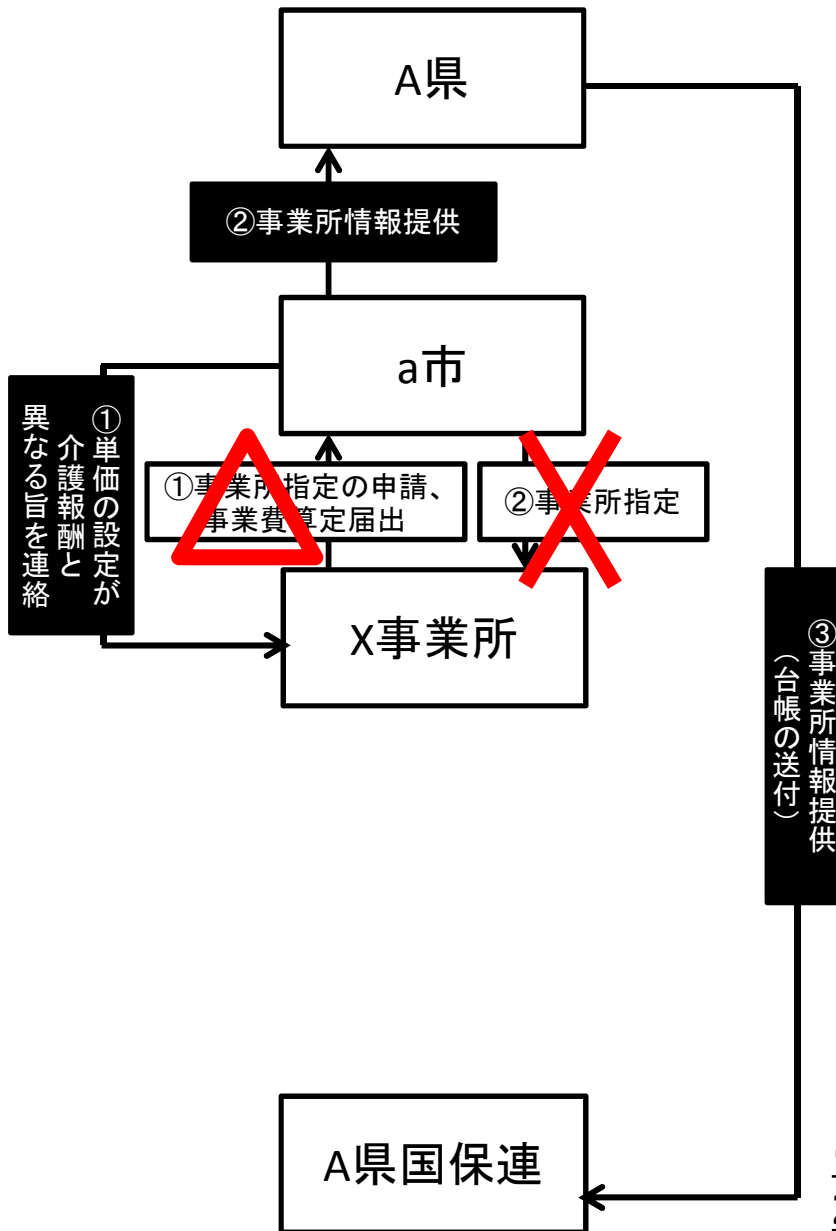 A県
②事業所情報提供
a市
①単価の設定が
介護報酬と
異なる旨を連絡
①事業所指定の申請、
事業費算定届出
②事業所指定
X事業所
③事業所情報提供
（台帳の送付）
A県国保連